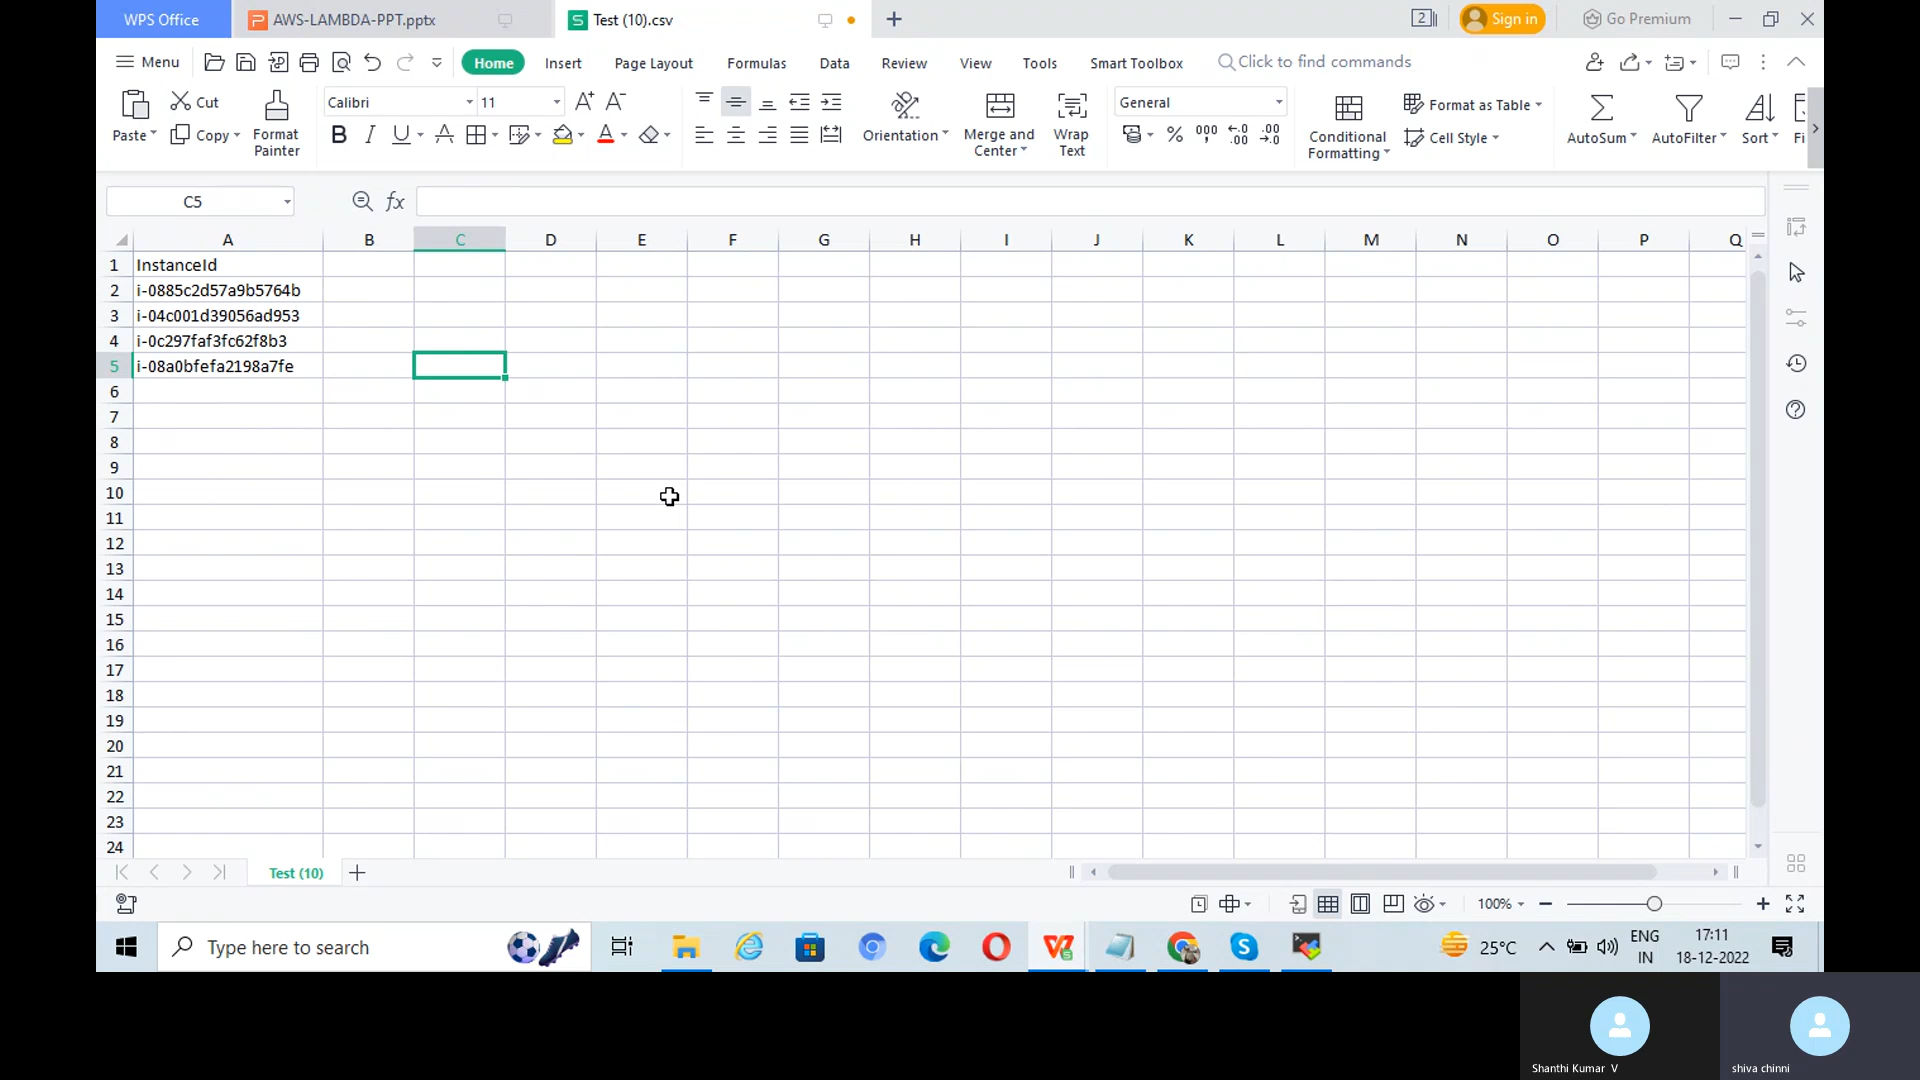 WPS Office AWS-LAMBDA-PPT.pptx Test (10).csv 2 Sign in Go Premium
Menu Home Insert Page Layout Formulas Data Review View Tools Smart Toolbox Click to find commands
Cut Calibri 11 General Format as Table
Paste Copy Format Painter Orientation Merge and Center Wrap Text Conditional Formatting Cell Style AutoSum AutoFilter Sort Fi
C5
A B C D E F G H I J K L M N O P Q
1 InstanceId
2 i-0885c2d57a9b5764b
3 i-04c001d39056ad953
4 i-0c297faf3fc62f8b3
5 i-08a0bfefa2198a7fe
6
7
8
9
10
11
12
13
14
15
16
17
18
19
20
21
22
23
24
Test (10)
100%
Type here to search 25°C ENG IN 17:11 18-12-2022
Shanthi Kumar V shiva chinni